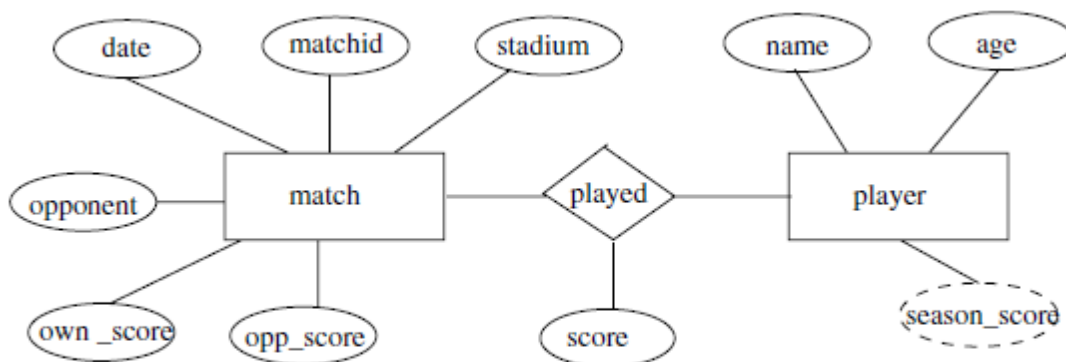 date
matchid
stadium
name
age
opponent
match
played
player
own _score
opp_score
score
season_score